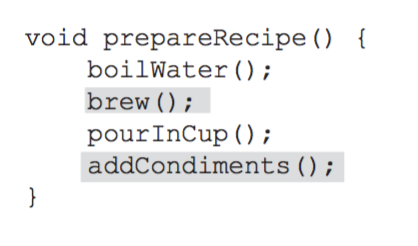 void prepareRecipe() {
    boilWater();
    brew();
    pourInCup();
    addCondiments();
}